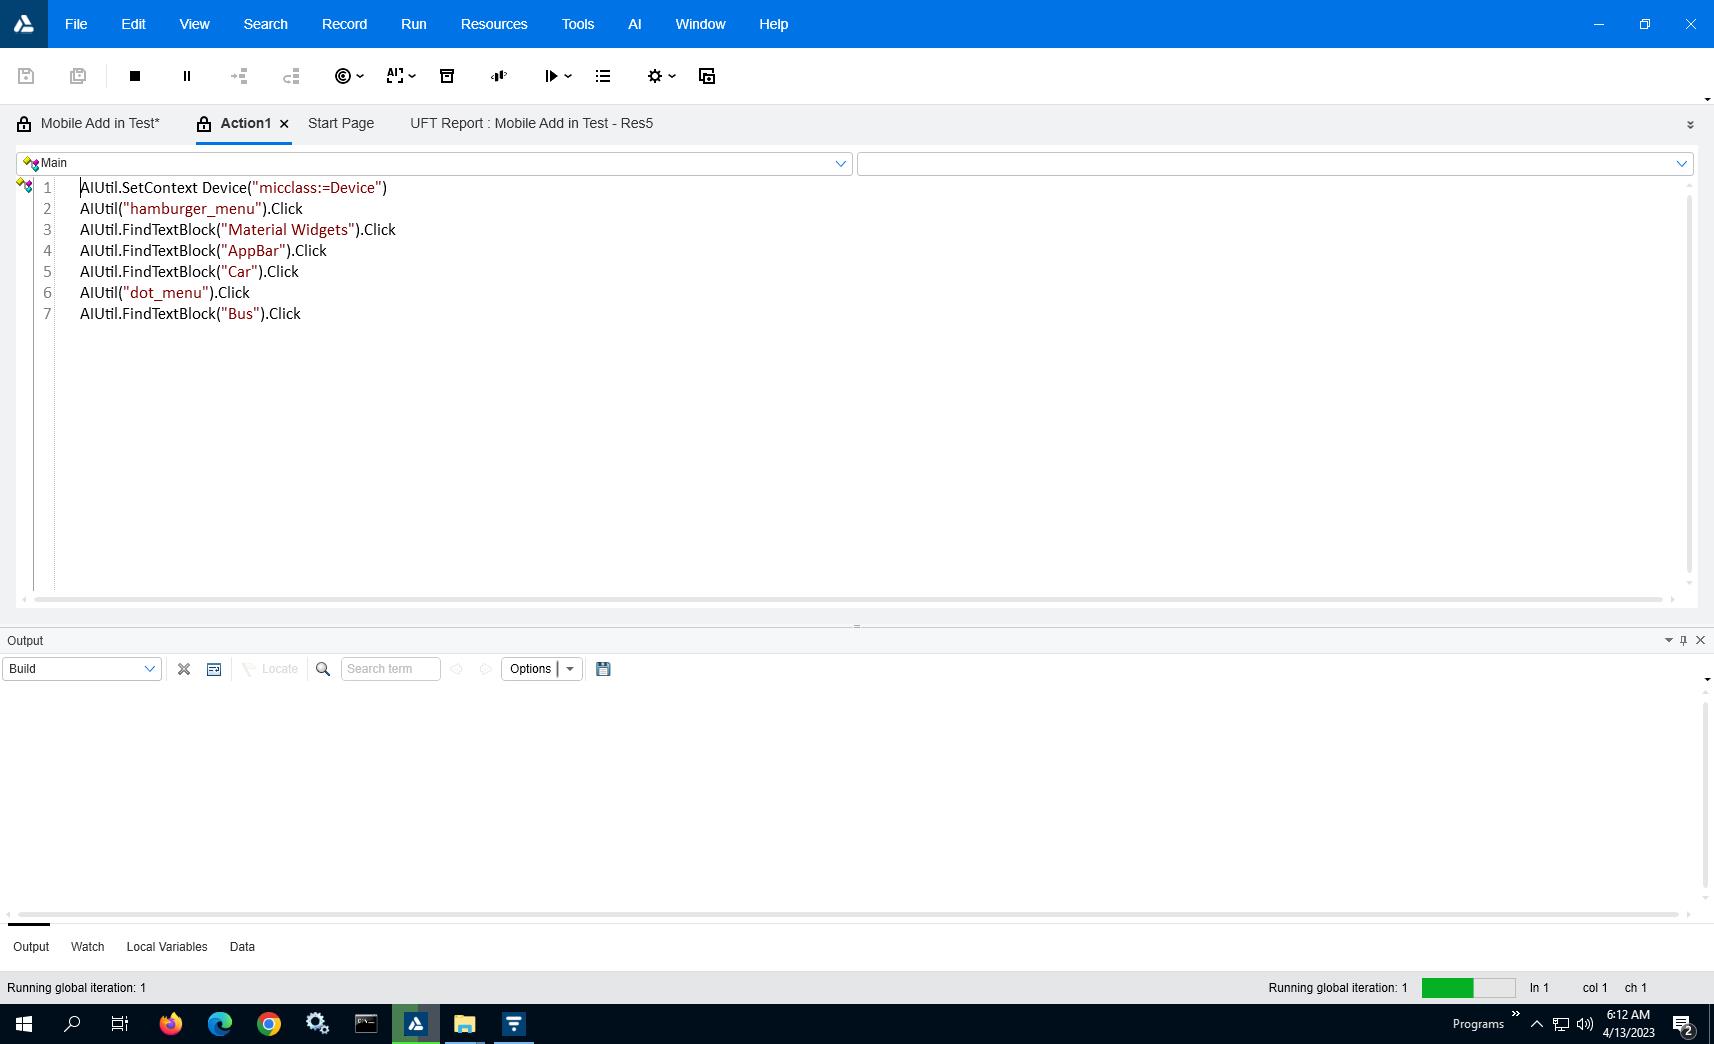 File Edit View Search Record Run Resources Tools AI Window Help
AI
Mobile Add in Test* Action1 Start Page UFT Report : Mobile Add in Test - Res5
Main
1 AIUtil.SetContext Device("micclass:=Device")
2 AIUtil("hamburger_menu").Click
3 AIUtil.FindTextBlock("Material Widgets").Click
4 AIUtil.FindTextBlock("AppBar").Click
5 AIUtil.FindTextBlock("Car").Click
6 AIUtil("dot_menu").Click
7 AIUtil.FindTextBlock("Bus").Click
Output
Build Locate Search term Options
Output Watch Local Variables Data
Running global iteration: 1 Running global iteration: 1 ln 1 col 1 ch 1
Programs 6:12 AM
4/13/2023 2